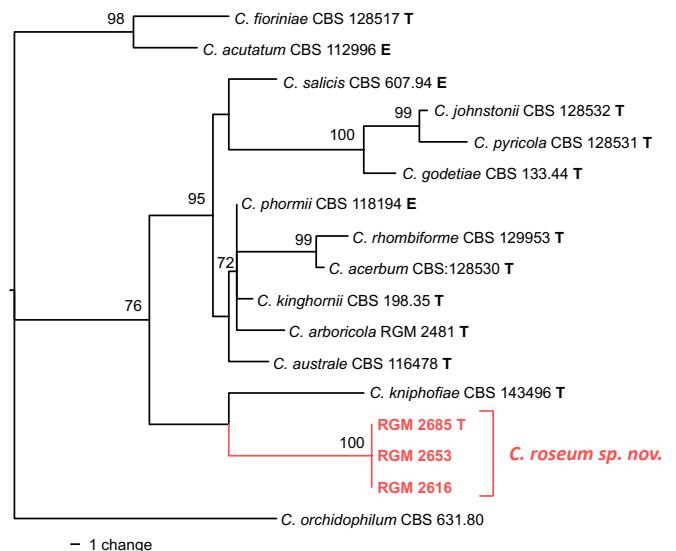 98
C. fioriniae CBS 128517 T
C. acutatum CBS 112996 E
C. salicis CBS 607.94 E
99
C. johnstonii CBS 128532 T
100
C. pyricola CBS 128531 T
C. godetiae CBS 133.44 T
95
C. phormii CBS 118194 E
99
C. rhombiforme CBS 129953 T
72
C. acerbum CBS:128530 T
76
C. kinghornii CBS 198.35 T
C. arboricola RGM 2481 T
C. australe CBS 116478 T
C. kniphofiae CBS 143496 T
RGM 2685 T
100
RGM 2653
C. roseum sp. nov.
RGM 2616
C. orchidophilum CBS 631.80
1 change